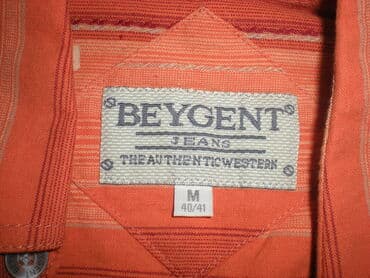 BEYGENT
JEANS
THE AUTHENTIC WESTERN
M
40/41